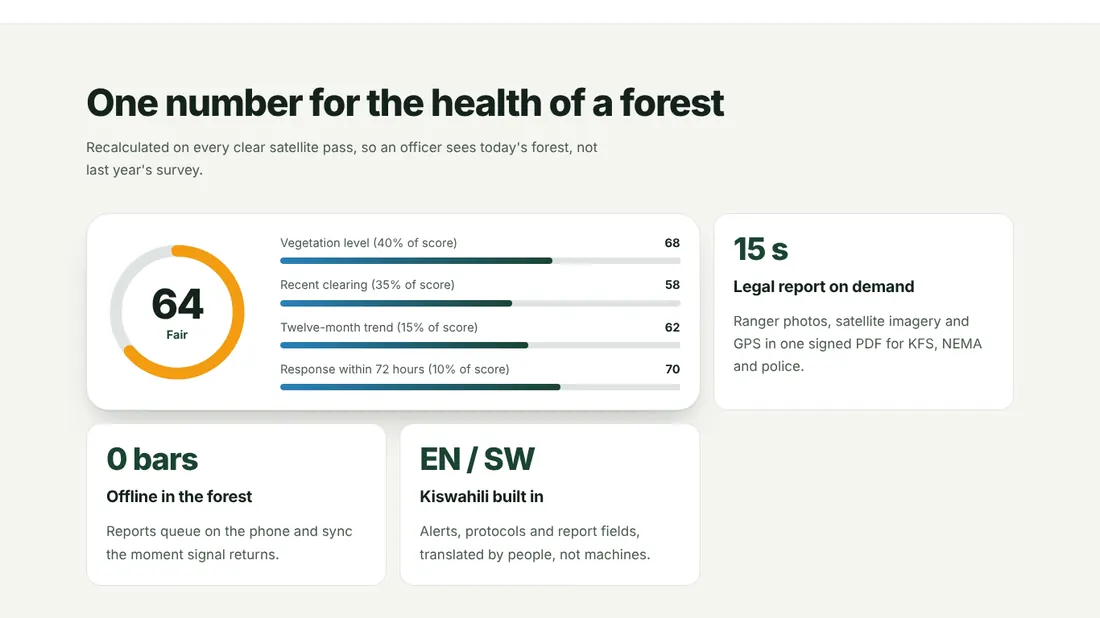 One number for the health of a forest
Recalculated on every clear satellite pass, so an officer sees today's forest, not
last year's survey.
64
Fair
Vegetation level (40% of score) 68
Recent clearing (35% of score) 58
Twelve-month trend (15% of score) 62
Response within 72 hours (10% of score) 70
15 s
Legal report on demand
Ranger photos, satellite imagery and
GPS in one signed PDF for KFS, NEMA
and police.
0 bars
Offline in the forest
Reports queue on the phone and sync
the moment signal returns.
EN / SW
Kiswahili built in
Alerts, protocols and report fields,
translated by people, not machines.